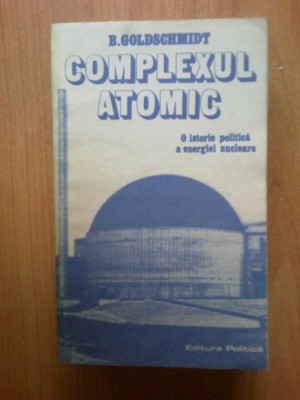 B. GOLDSCHMIDT
COMPLEXUL
ATOMIC
O istorie politică
a energiei nucleare
Editura Politică